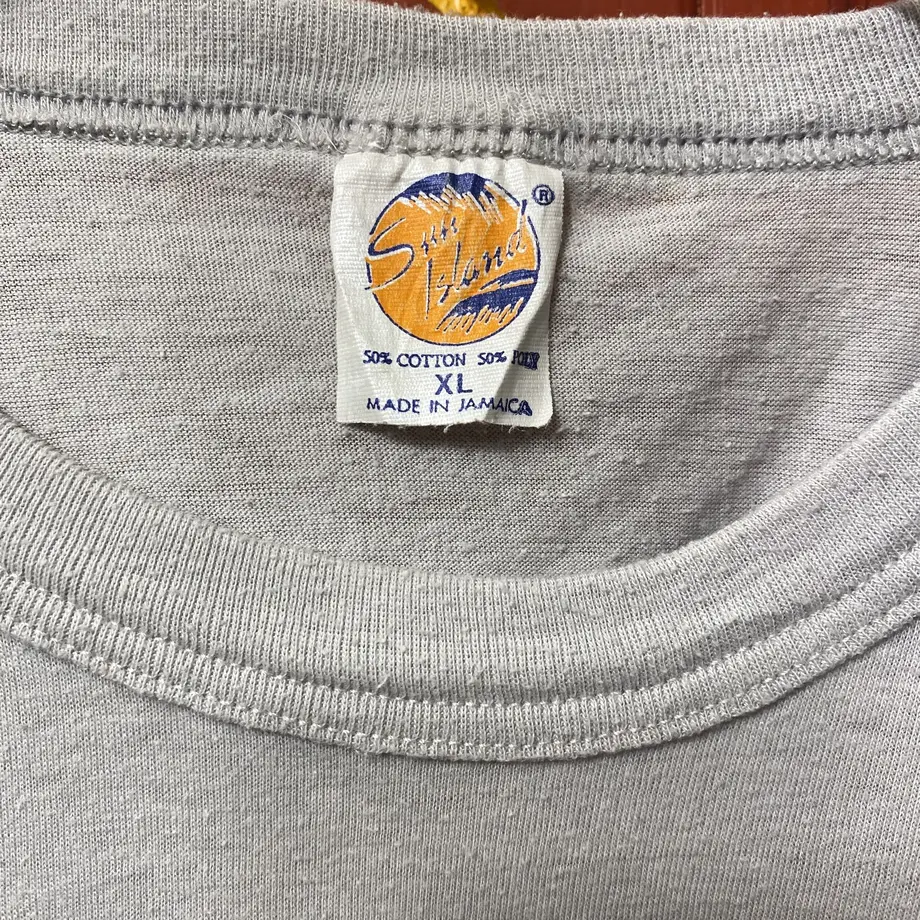 ®
Sun
Island
50% COTTON 50% POLY
XL
MADE IN JAMAICA